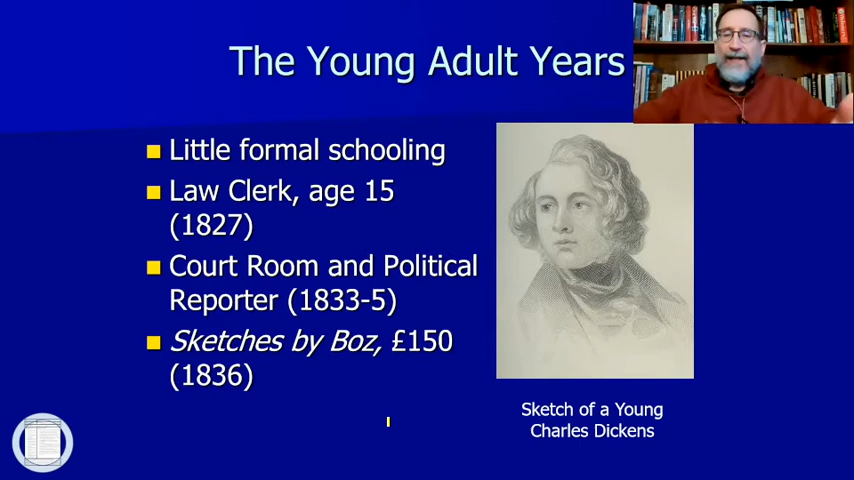 The Young Adult Years
Little formal schooling
Law Clerk, age 15
(1827)
Court Room and Political
Reporter (1833-5)
Sketches by Boz, £150
(1836)
Sketch of a Young
Charles Dickens